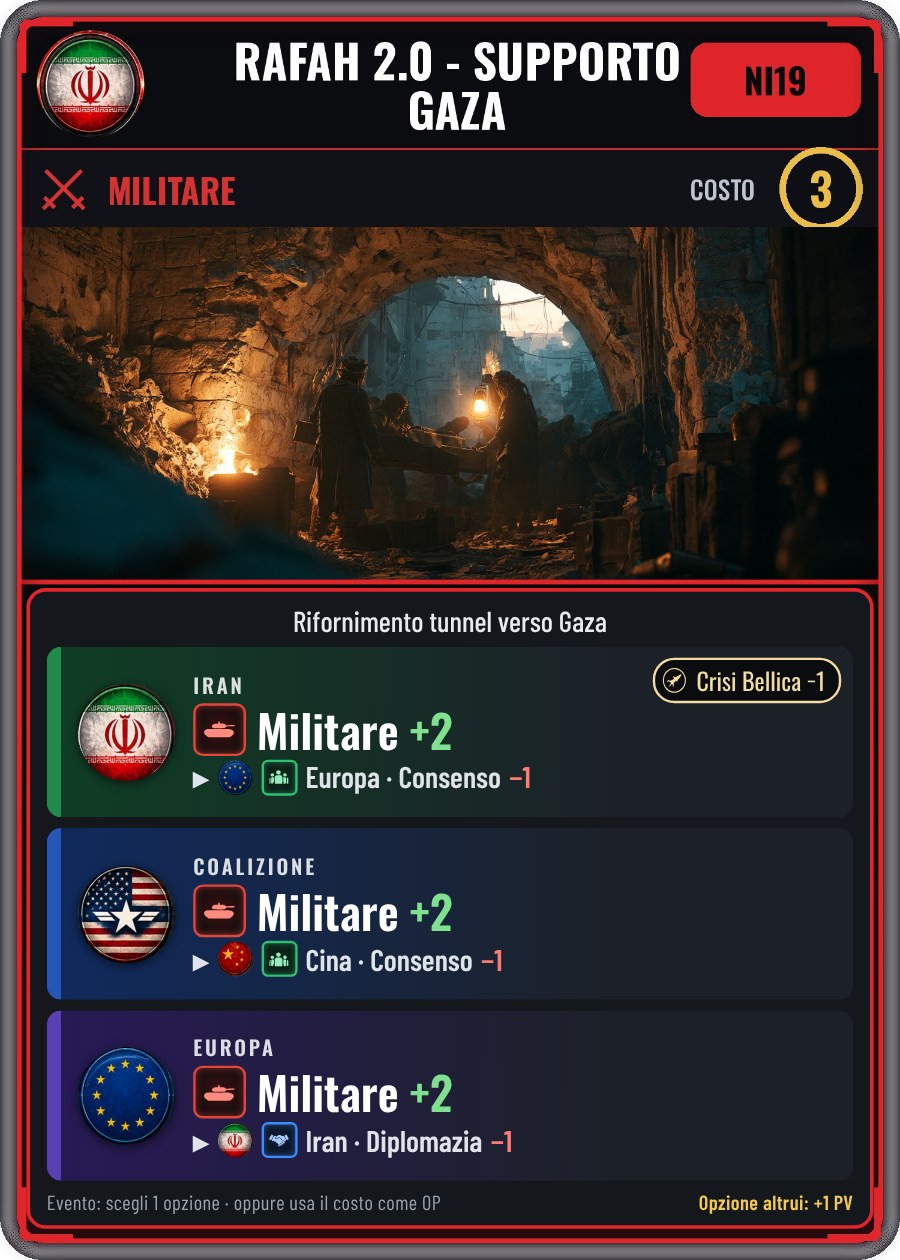 RAFAH 2.0 - SUPPORTO
GAZA
NI19
MILITARE
COSTO
3
Rifornimento tunnel verso Gaza
IRAN
Crisi Bellica −1
Militare +2
▶ Europa · Consenso −1
COALIZIONE
Militare +2
▶ Cina · Consenso −1
EUROPA
Militare +2
▶ Iran · Diplomazia −1
Evento: scegli 1 opzione · oppure usa il costo come OP
Opzione altrui: +1 PV